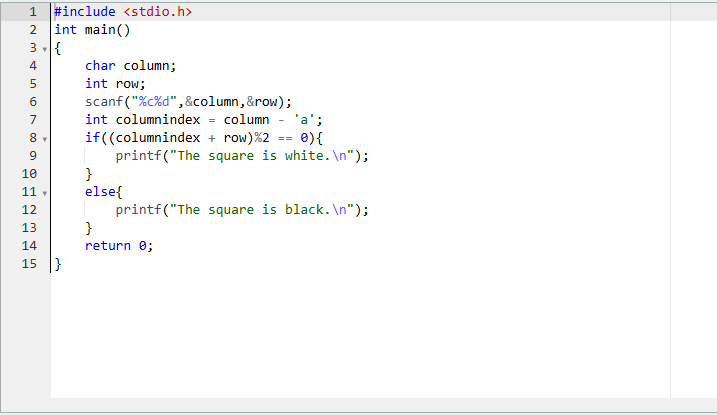 1 #include <stdio.h>
2 int main()
3 {
4     char column;
5     int row;
6     scanf("%c%d",&column,&row);
7     int columnindex = column - 'a';
8     if((columnindex + row)%2 == 0){
9         printf("The square is white.\n");
10     }
11     else{
12         printf("The square is black.\n");
13     }
14     return 0;
15 }